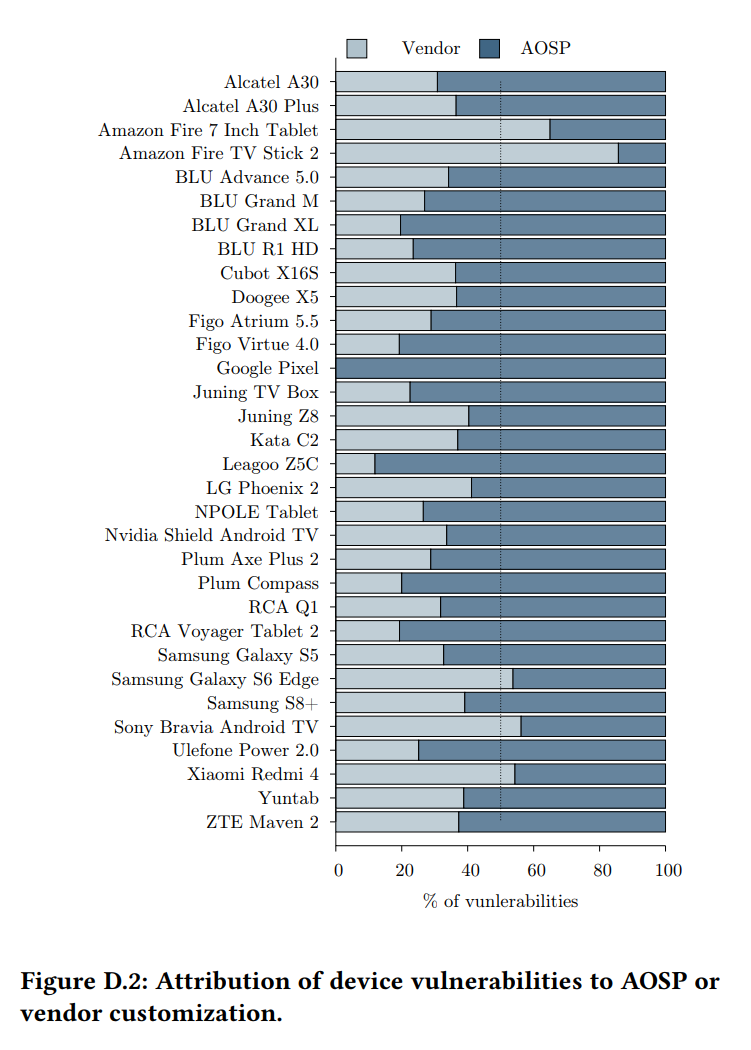 Vendor AOSP
Alcatel A30
Alcatel A30 Plus
Amazon Fire 7 Inch Tablet
Amazon Fire TV Stick 2
BLU Advance 5.0
BLU Grand M
BLU Grand XL
BLU R1 HD
Cubot X16S
Doogee X5
Figo Atrium 5.5
Figo Virtue 4.0
Google Pixel
Juning TV Box
Juning Z8
Kata C2
Leagoo Z5C
LG Phoenix 2
NPOLE Tablet
Nvidia Shield Android TV
Plum Axe Plus 2
Plum Compass
RCA Q1
RCA Voyager Tablet 2
Samsung Galaxy S5
Samsung Galaxy S6 Edge
Samsung S8+
Sony Bravia Android TV
Ulefone Power 2.0
Xiaomi Redmi 4
Yuntab
ZTE Maven 2
0 20 40 60 80 100
% of vunlerabilities
Figure D.2: Attribution of device vulnerabilities to AOSP or
vendor customization.